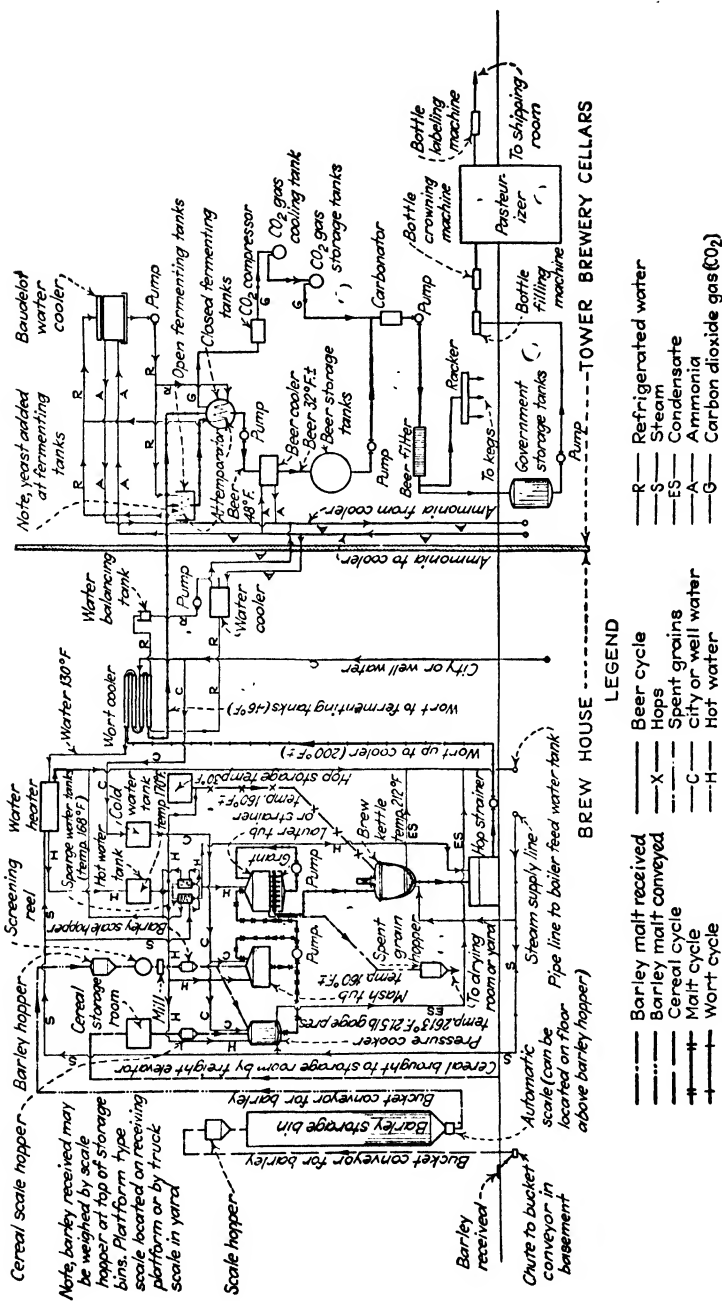 Cereal scale hopper
Barley hopper
Screening
reel
Water
heater
Water 130°F
Wort cooler
Water
balancing
tank
Note, yeast added
at fermenting
tanks
Baudelot
water
cooler
Pump
Open fermenting tanks
Closed fermenting
tanks
CO2 compressor
CO2 gas
cooling tank
CO2 gas
storage tanks
Carbonator
Pump
Bottle
crowning
machine
Bottle
labeling
machine
Note, barley received may
be weighed by scale
hopper at top of storage
bins. Platform type
scale located on receiving
platform or by truck
scale in yard
Cereal
storage
room
Mill
Barley scale hopper
Sparge water tanks
(temp. 168°F)
Hot water
tank
Cold
water
tank
temp. 170°F
Hop storage temp 30°F
temp. 160°F±
or strainer
Lauter tub
Grant
Pump
Brew
kettle
temp. 212°F
Pump
Water
cooler
Attemporator
Beer
48°F.
Pump
Beer cooler
Beer 32°F.±
Beer storage
tanks
Pump
Beer filter
Racker
To kegs
Government
storage tanks
Pump
Bottle
filling
machine
Pasteur-
izer
To shipping
room
Scale hopper
Bucket conveyor for barley
Barley storage bin
Bucket conveyor for barley
Cereal brought to storage room by freight elevator
Pressure cooker
temp. 261.3°F. 21.5 lb gage pres
Mash tub
temp. 160°F.±
Pump
Spent
grain
hopper
To drying
room or yard
Hop strainer
Wort up to cooler (200°F±)
Wort to fermenting tanks (46°F)
City or well water
Ammonia to cooler
Ammonia from cooler
Barley
received
Chute to bucket
conveyor in
basement
Automatic
scale (can be
located on floor
above barley hopper)
Steam supply line
Pipe line to boiler feed water tank
BREW HOUSE
TOWER BREWERY CELLARS
LEGEND
Barley malt received
Barley malt conveyed
Cereal cycle
Malt cycle
Wort cycle
Beer cycle
X Hops
Spent grains
C city or well water
H Hot water
R Refrigerated water
S Steam
ES Condensate
A Ammonia
G Carbon dioxide gas (CO2)